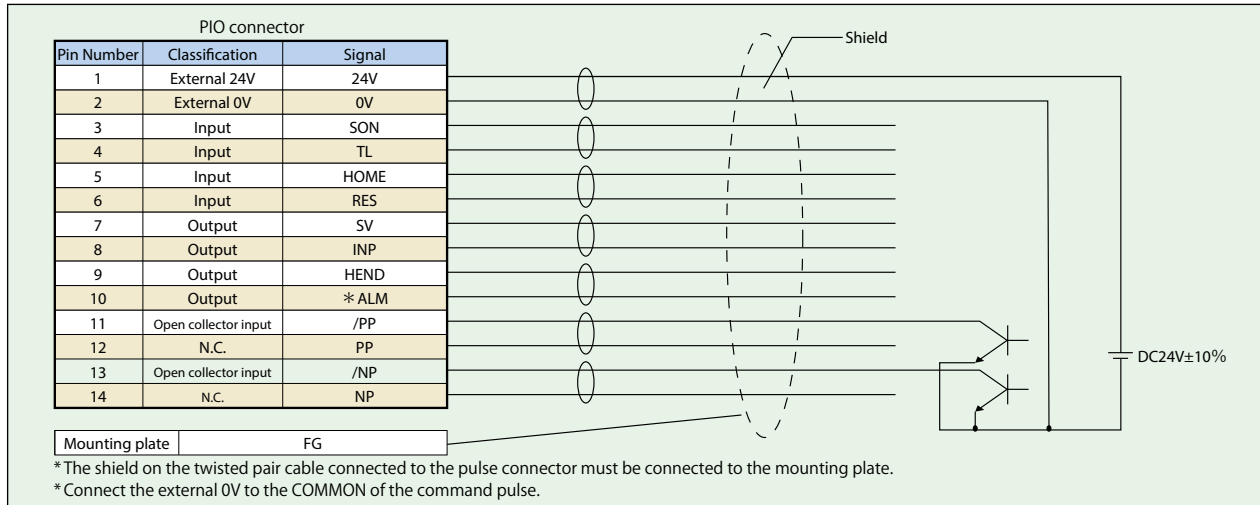 PIO connector
Shield
Pin Number Classification Signal
1 External 24V 24V
2 External 0V 0V
3 Input SON
4 Input TL
5 Input HOME
6 Input RES
7 Output SV
8 Output INP
9 Output HEND
10 Output ＊ALM
11 Open collector input /PP
12 N.C. PP
13 Open collector input /NP
14 N.C. NP
DC24V±10%
Mounting plate FG
* The shield on the twisted pair cable connected to the pulse connector must be connected to the mounting plate.
* Connect the external 0V to the COMMON of the command pulse.